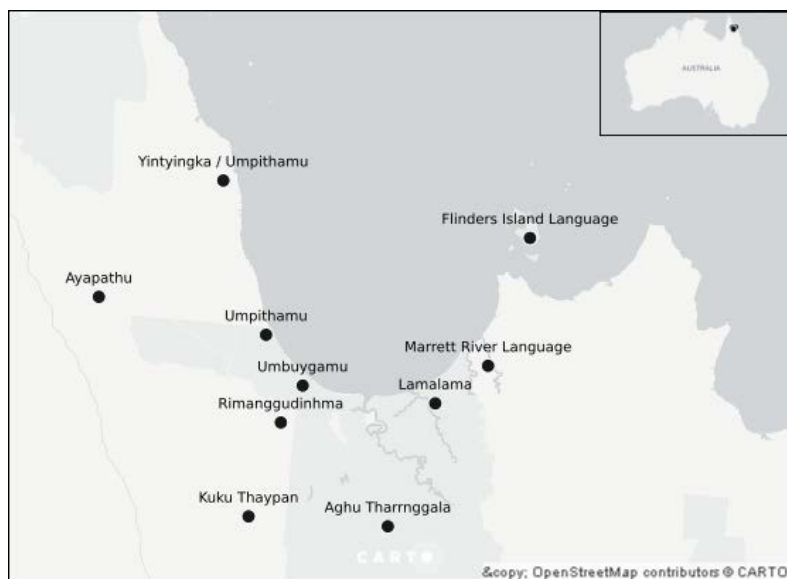 AUSTRALIA
Yintyingka / Umpithamu
Flinders Island Language
Ayapathu
Umpithamu
Marrett River Language
Umbuygamu
Lamalama
Rimanggudinhma
Kuku Thaypan
Aghu Tharrnggala
CARTO
&copy; OpenStreetMap contributors © CARTO